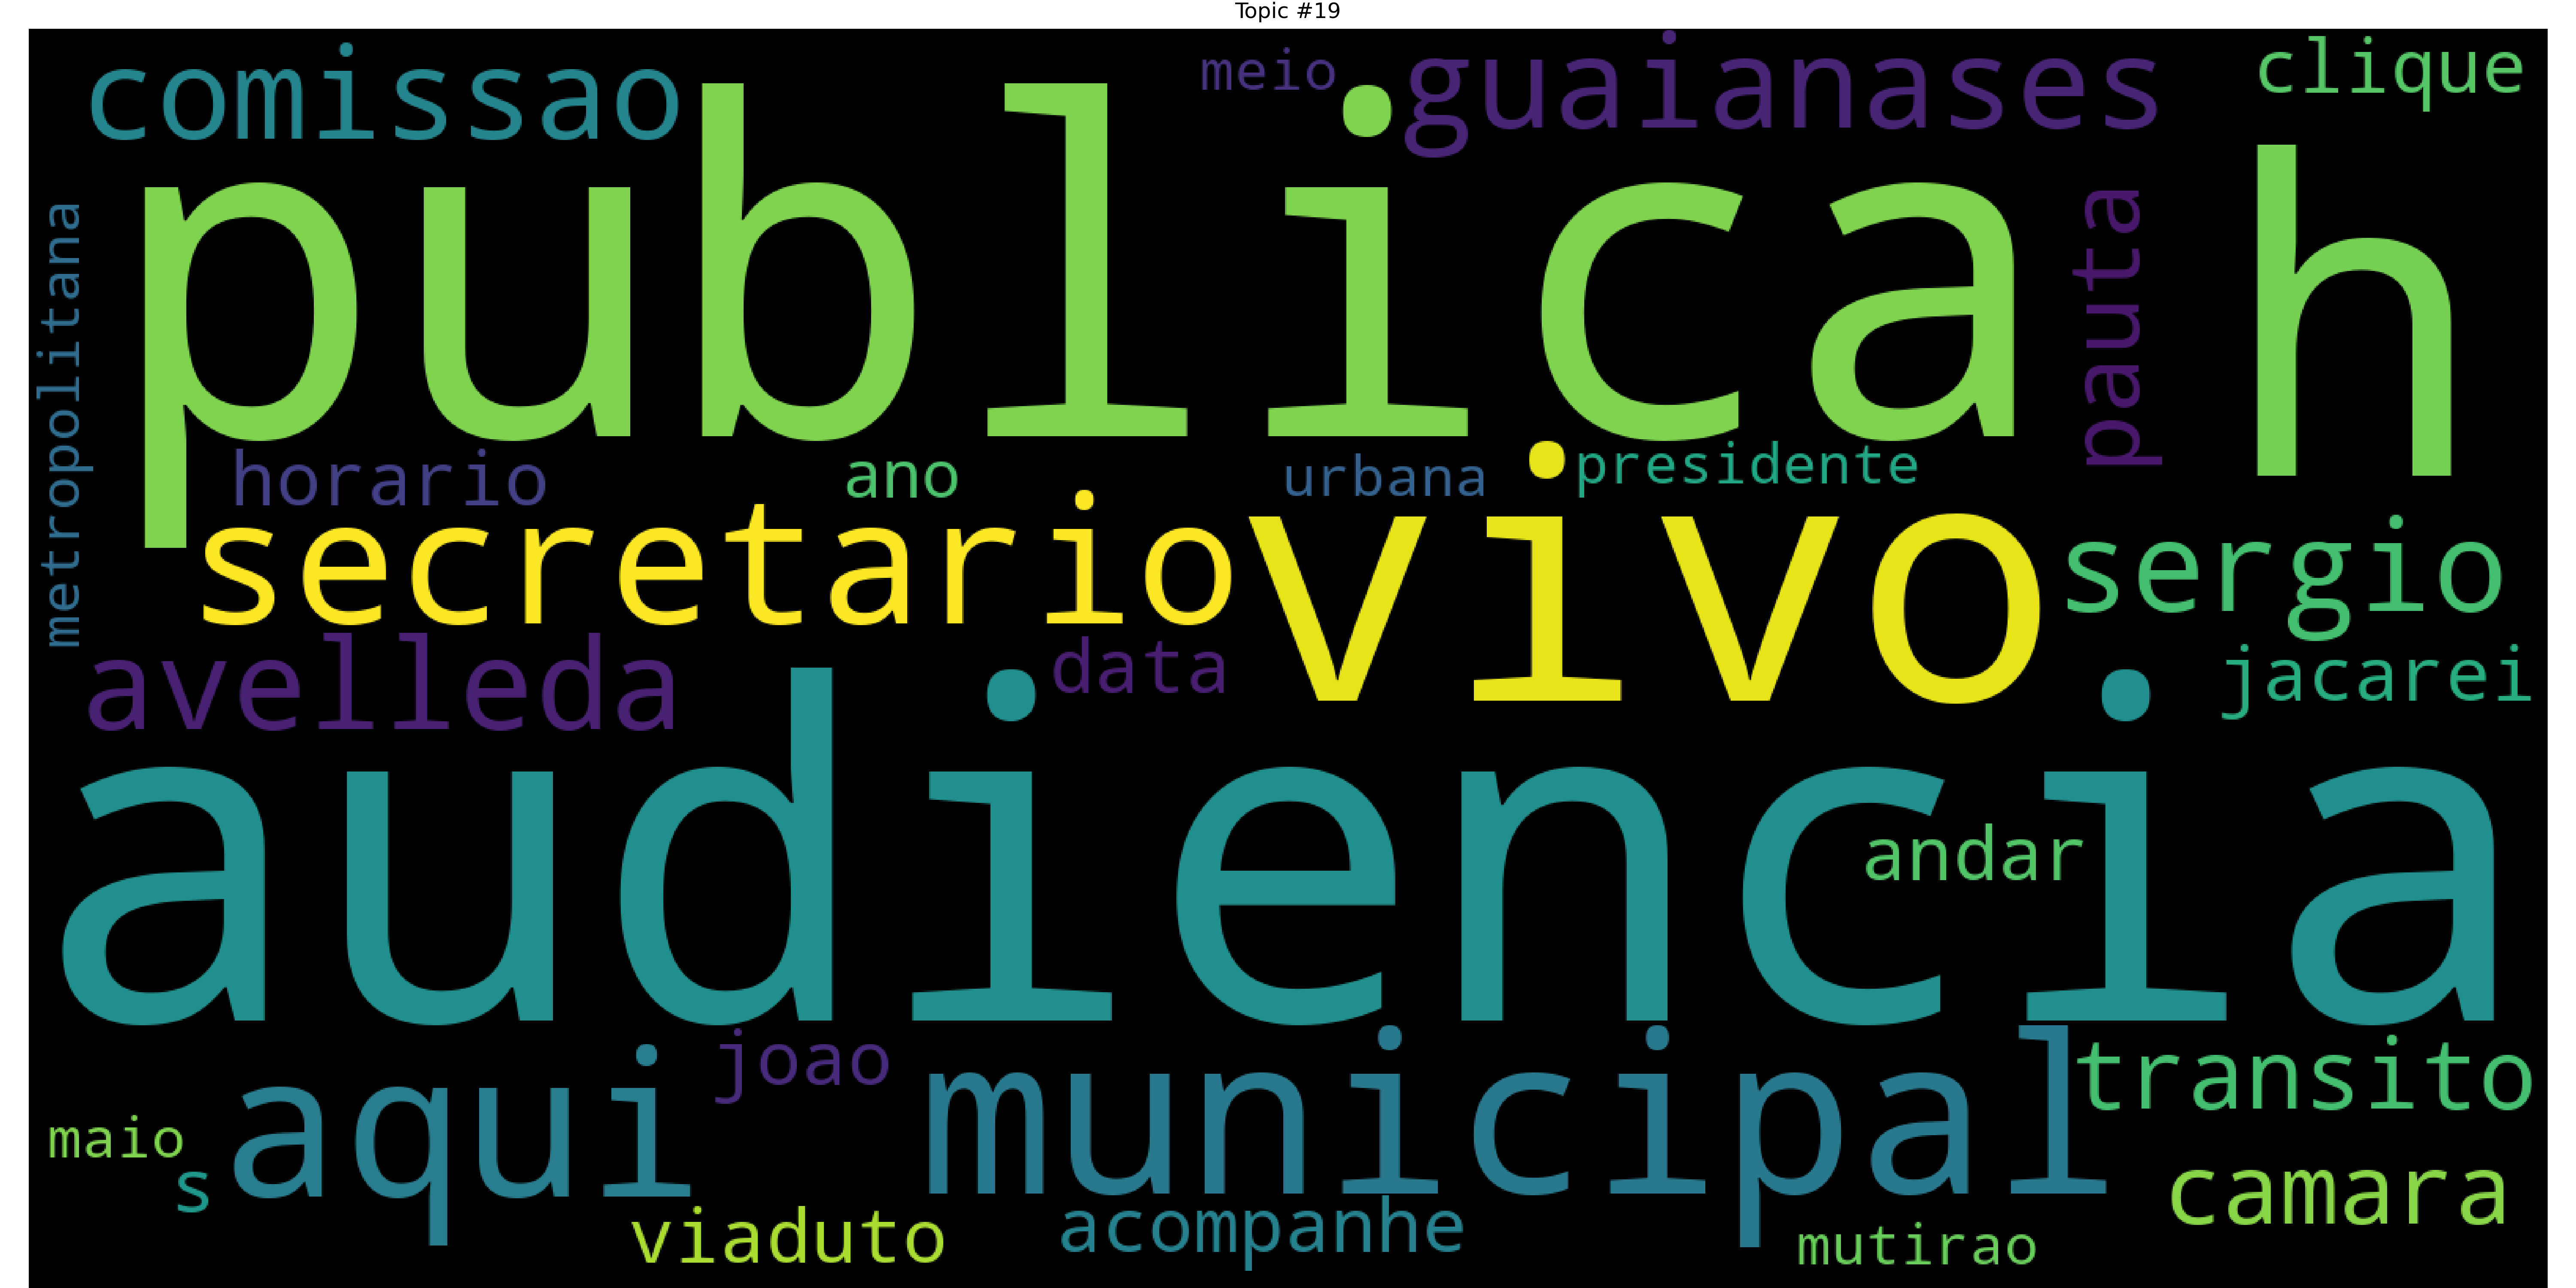 Topic #19
comissao
meio
guaianases
clique
publica
h
metropolitana
pauta
horario
ano
urbana
presidente
secretario
vivo
sergio
avelleda
data
jacarei
audiencia
andar
joao
aqui
municipal
transito
maio
s
viaduto
acompanhe
mutirao
camara